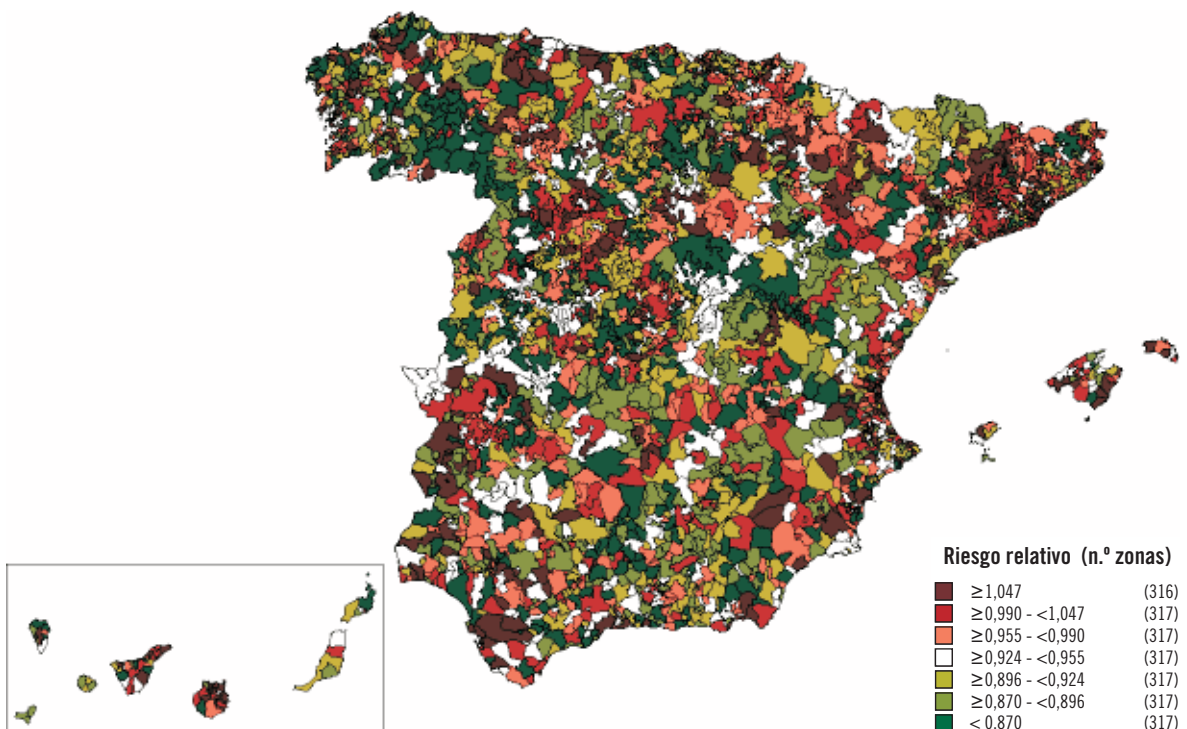 Riesgo relativo (n.º zonas)
≥1,047 (316)
≥0,990 - <1,047 (317)
≥0,955 - <0,990 (317)
≥0,924 - <0,955 (317)
≥0,896 - <0,924 (317)
≥0,870 - <0,896 (317)
< 0,870 (317)